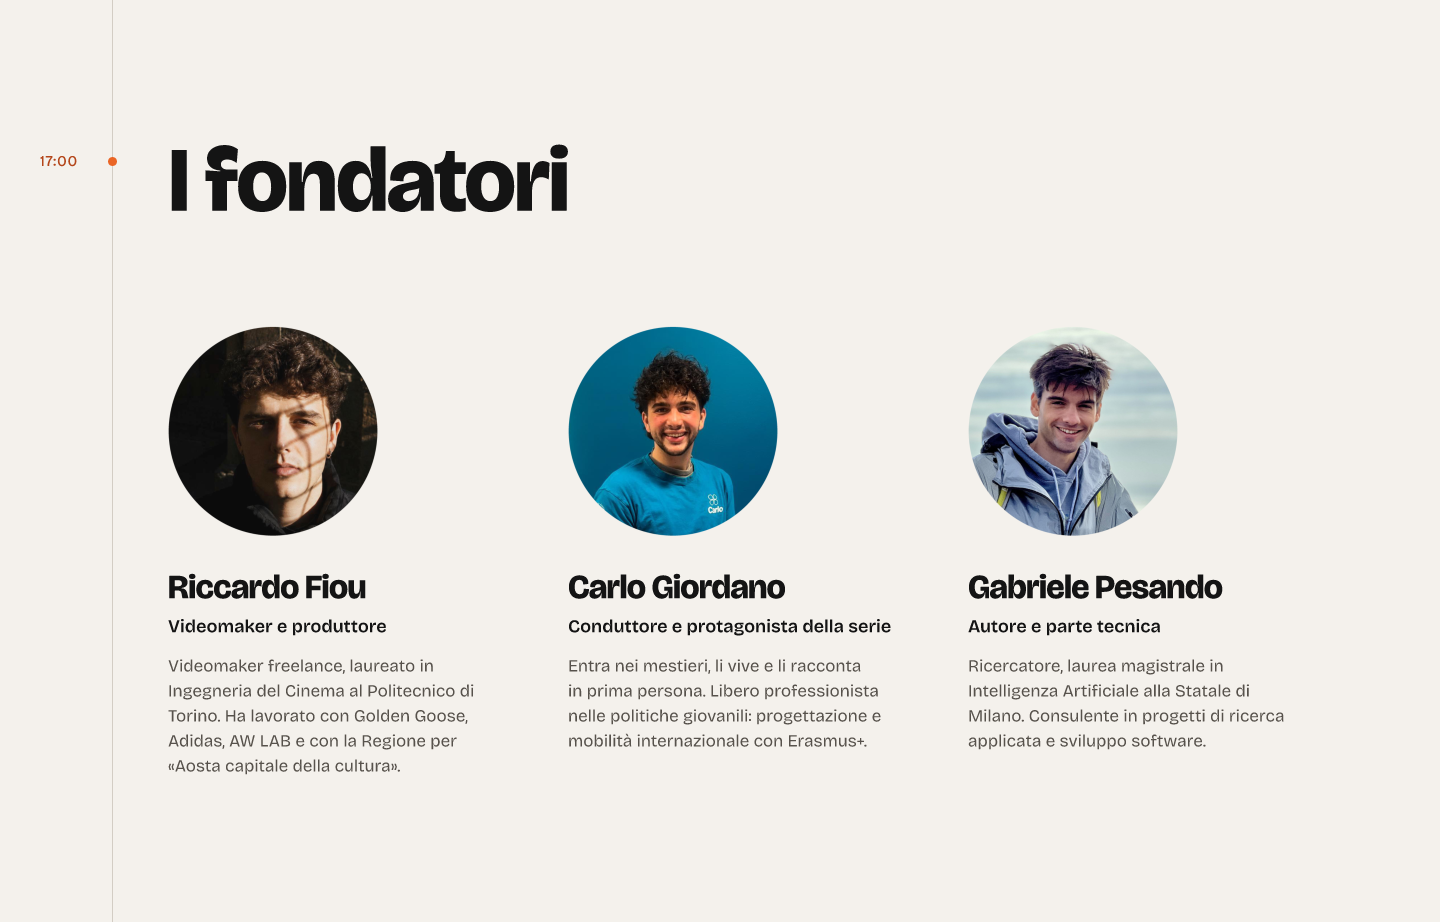 17:00
I fondatori
Carlo
Riccardo Fiou
Videomaker e produttore
Videomaker freelance, laureato in
Ingegneria del Cinema al Politecnico di
Torino. Ha lavorato con Golden Goose,
Adidas, AW LAB e con la Regione per
«Aosta capitale della cultura».
Carlo Giordano
Conduttore e protagonista della serie
Entra nei mestieri, li vive e li racconta
in prima persona. Libero professionista
nelle politiche giovanili: progettazione e
mobilità internazionale con Erasmus+.
Gabriele Pesando
Autore e parte tecnica
Ricercatore, laurea magistrale in
Intelligenza Artificiale alla Statale di
Milano. Consulente in progetti di ricerca
applicata e sviluppo software.